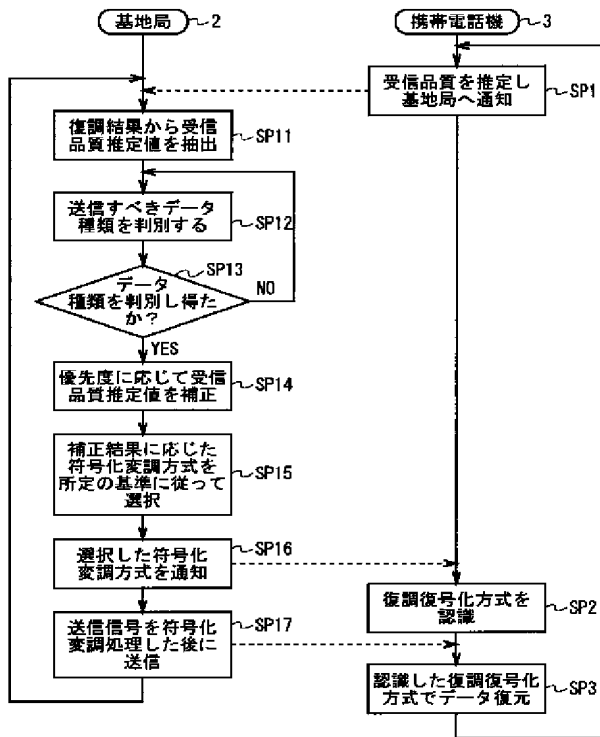 基地局
2
携帯電話機
3
受信品質を推定し
基地局へ通知
SP1
復調結果から受信
品質推定値を抽出
SP11
送信すべきデータ
種類を判別する
SP12
データ
種類を判別し得た
か?
SP13
NO
YES
優先度に応じて受信
品質推定値を補正
SP14
補正結果に応じた
符号化変調方式を
所定の基準に従って
選択
SP15
選択した符号化
変調方式を通知
SP16
送信信号を符号化
変調処理した後に
送信
SP17
復調復号化方式を
認識
SP2
認識した復調復号化
方式でデータ復元
SP3